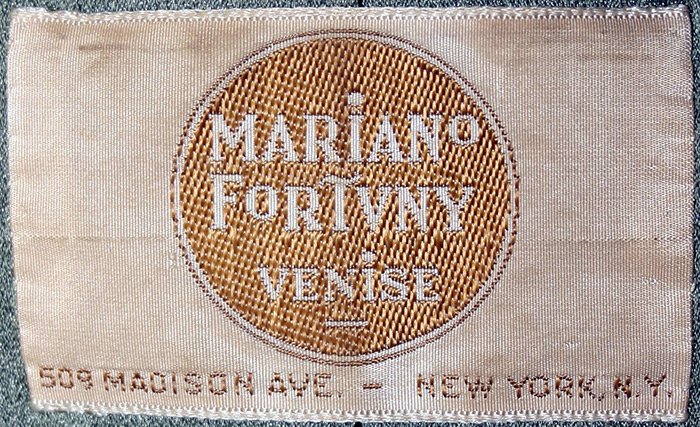 MARiANo
FoRTVNY
VENiSE
509 MADISON AVE. - NEW YORK, N.Y.